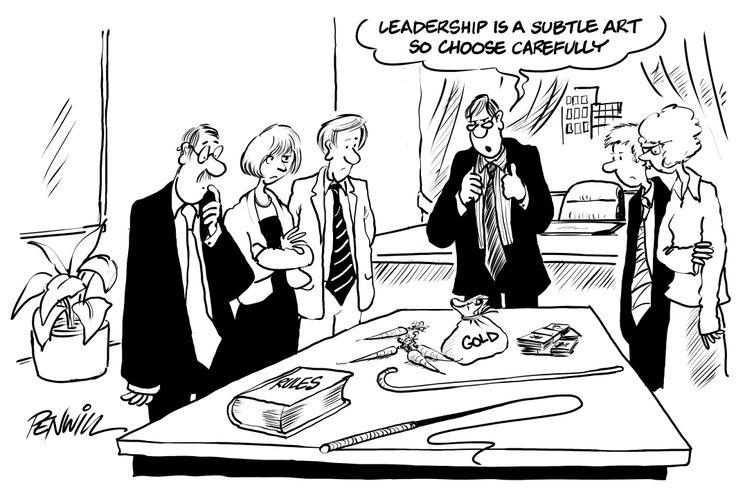 LEADERSHIP IS A SUBTLE ART
SO CHOOSE CAREFULLY
GOLD
RULES
PENWILL